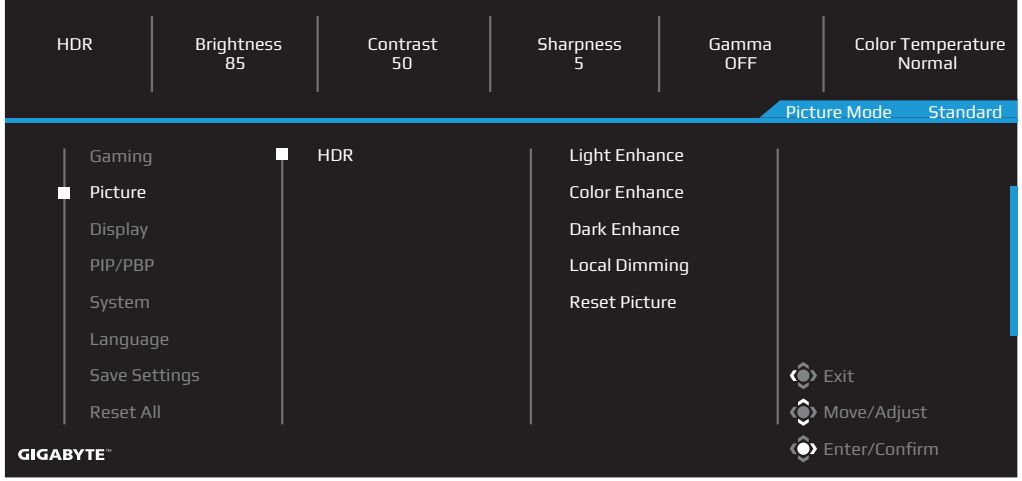 HDR
Brightness
85
Contrast
50
Sharpness
5
Gamma
OFF
Color Temperature
Normal
Picture Mode Standard
Gaming
Picture
Display
PIP/PBP
System
Language
Save Settings
Reset All
HDR
Light Enhance
Color Enhance
Dark Enhance
Local Dimming
Reset Picture
Exit
Move/Adjust
Enter/Confirm
GIGABYTE™